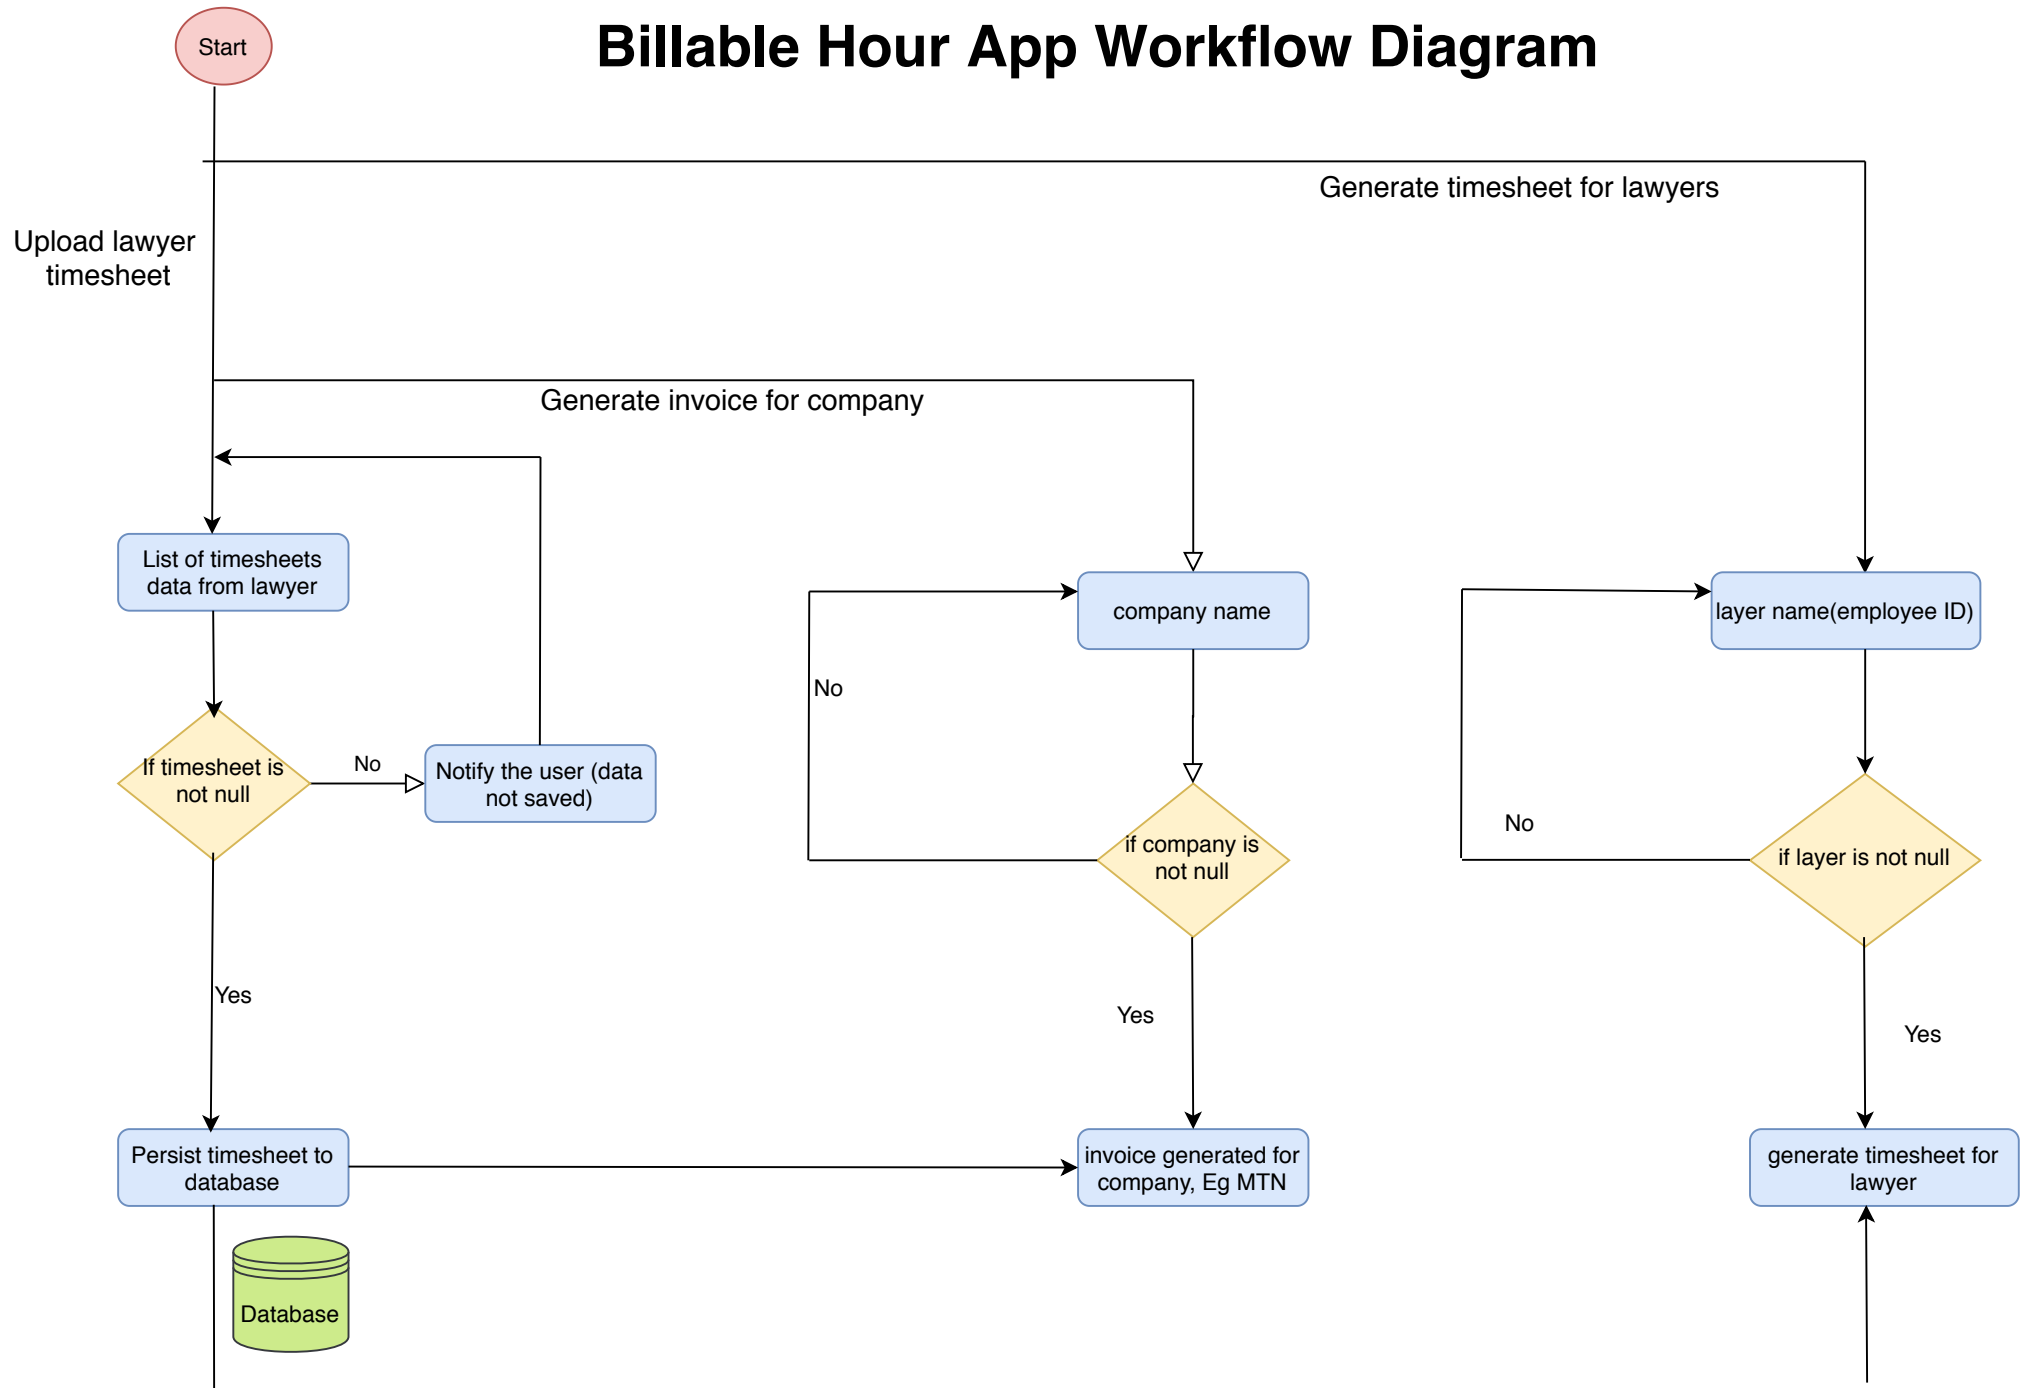 Start
Billable Hour App Workflow Diagram
Generate timesheet for lawyers
Upload lawyer
timesheet
Generate invoice for company
List of timesheets
data from lawyer
company name
layer name(employee ID)
No
If timesheet is
not null
No
Notify the user (data
not saved)
No
if company is
not null
if layer is not null
Yes
Yes
Yes
Persist timesheet to
database
invoice generated for
company, Eg MTN
generate timesheet for
lawyer
Database